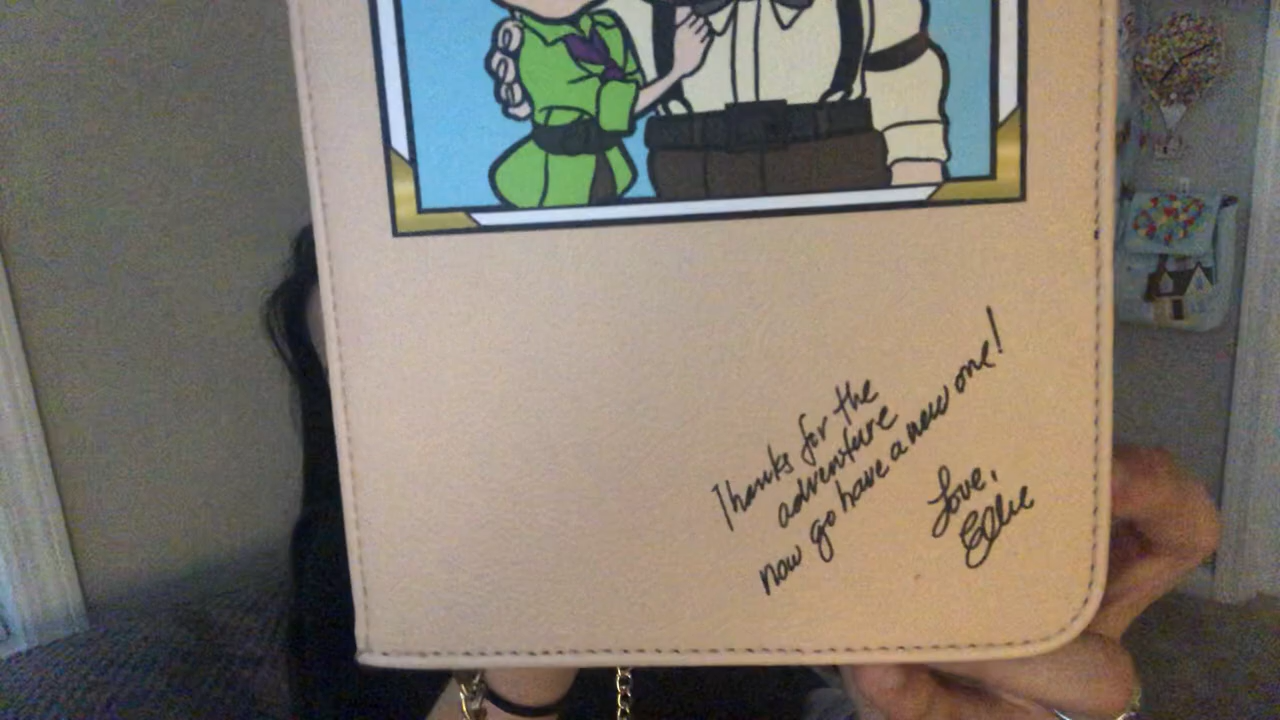 Thanks for the
adventure
now go have a new one!
Love,
Ellie